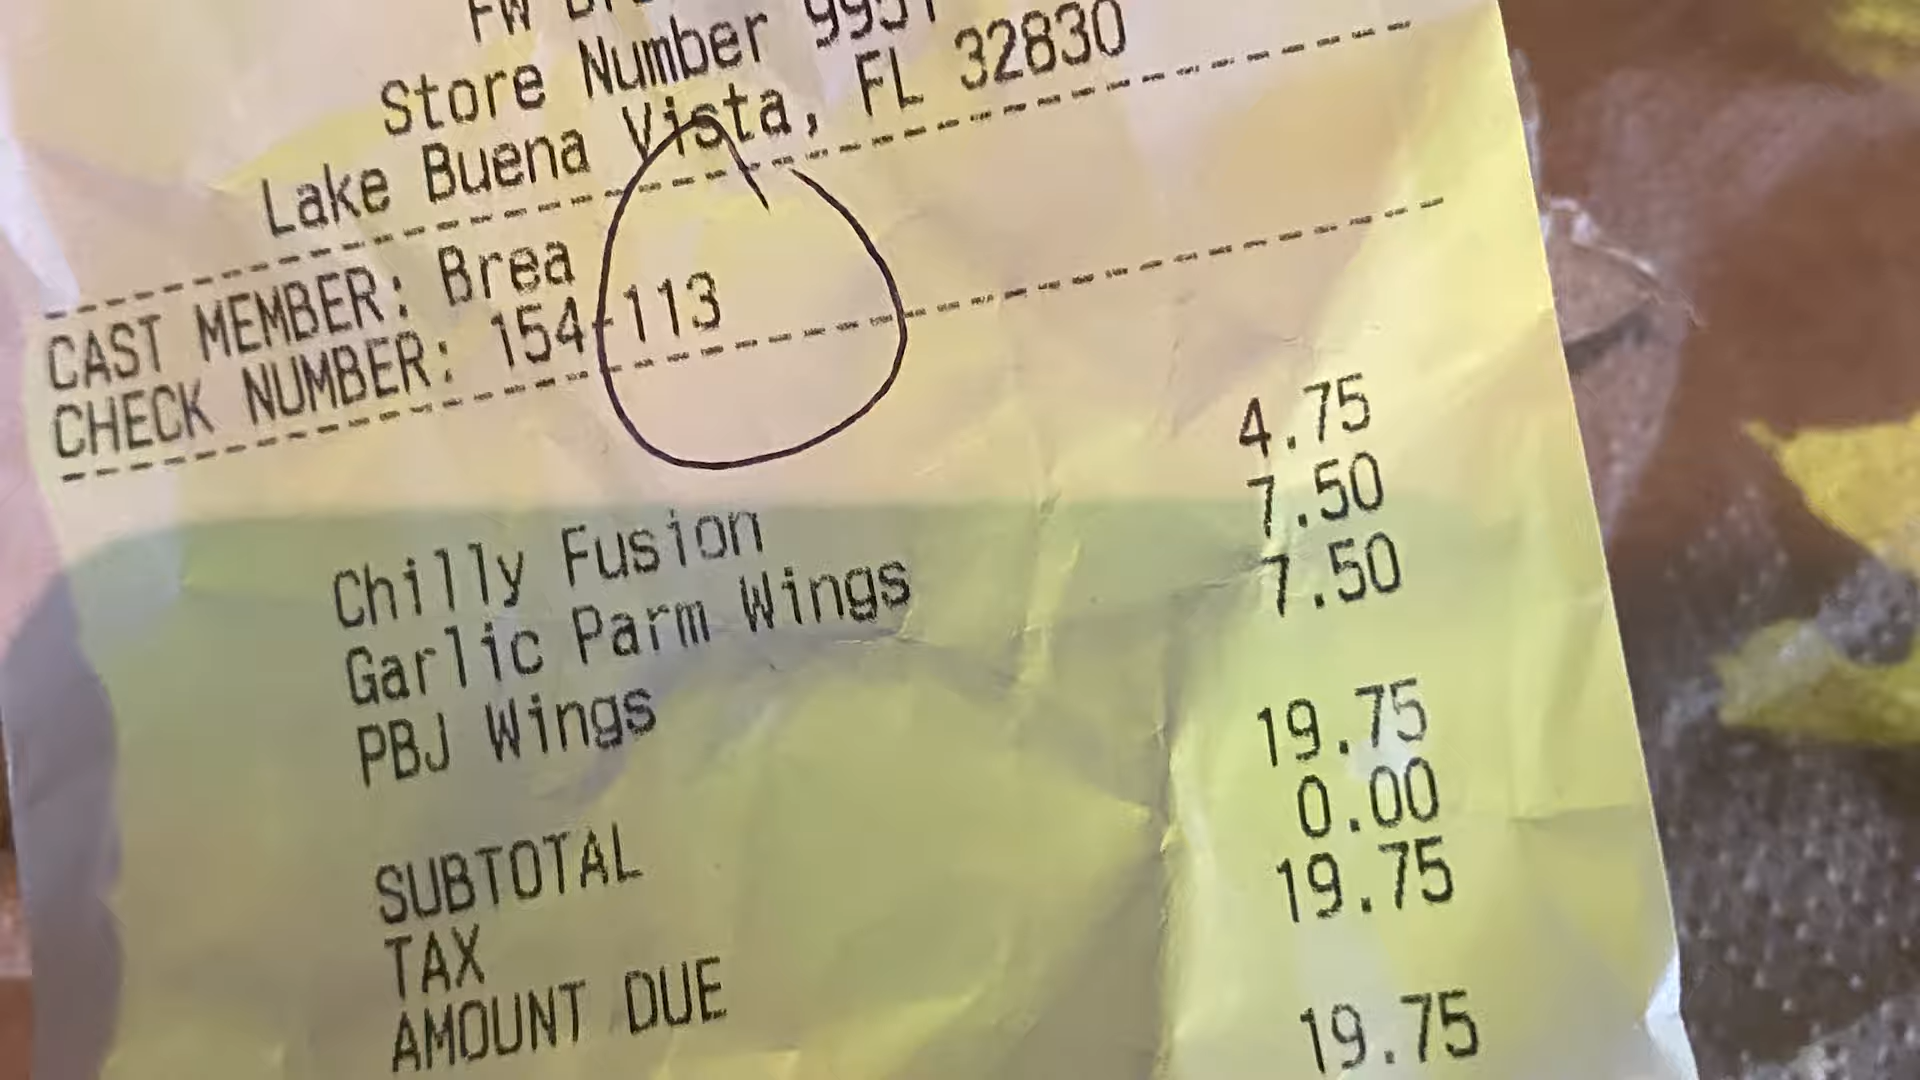 FW
Store Number 9951
Lake Buena Vista, FL 32830
CAST MEMBER: Brea
CHECK NUMBER: 154-113
Chilly Fusion 4.75
Garlic Parm Wings 7.50
PBJ Wings 7.50
SUBTOTAL 19.75
TAX 0.00
AMOUNT DUE 19.75
19.75